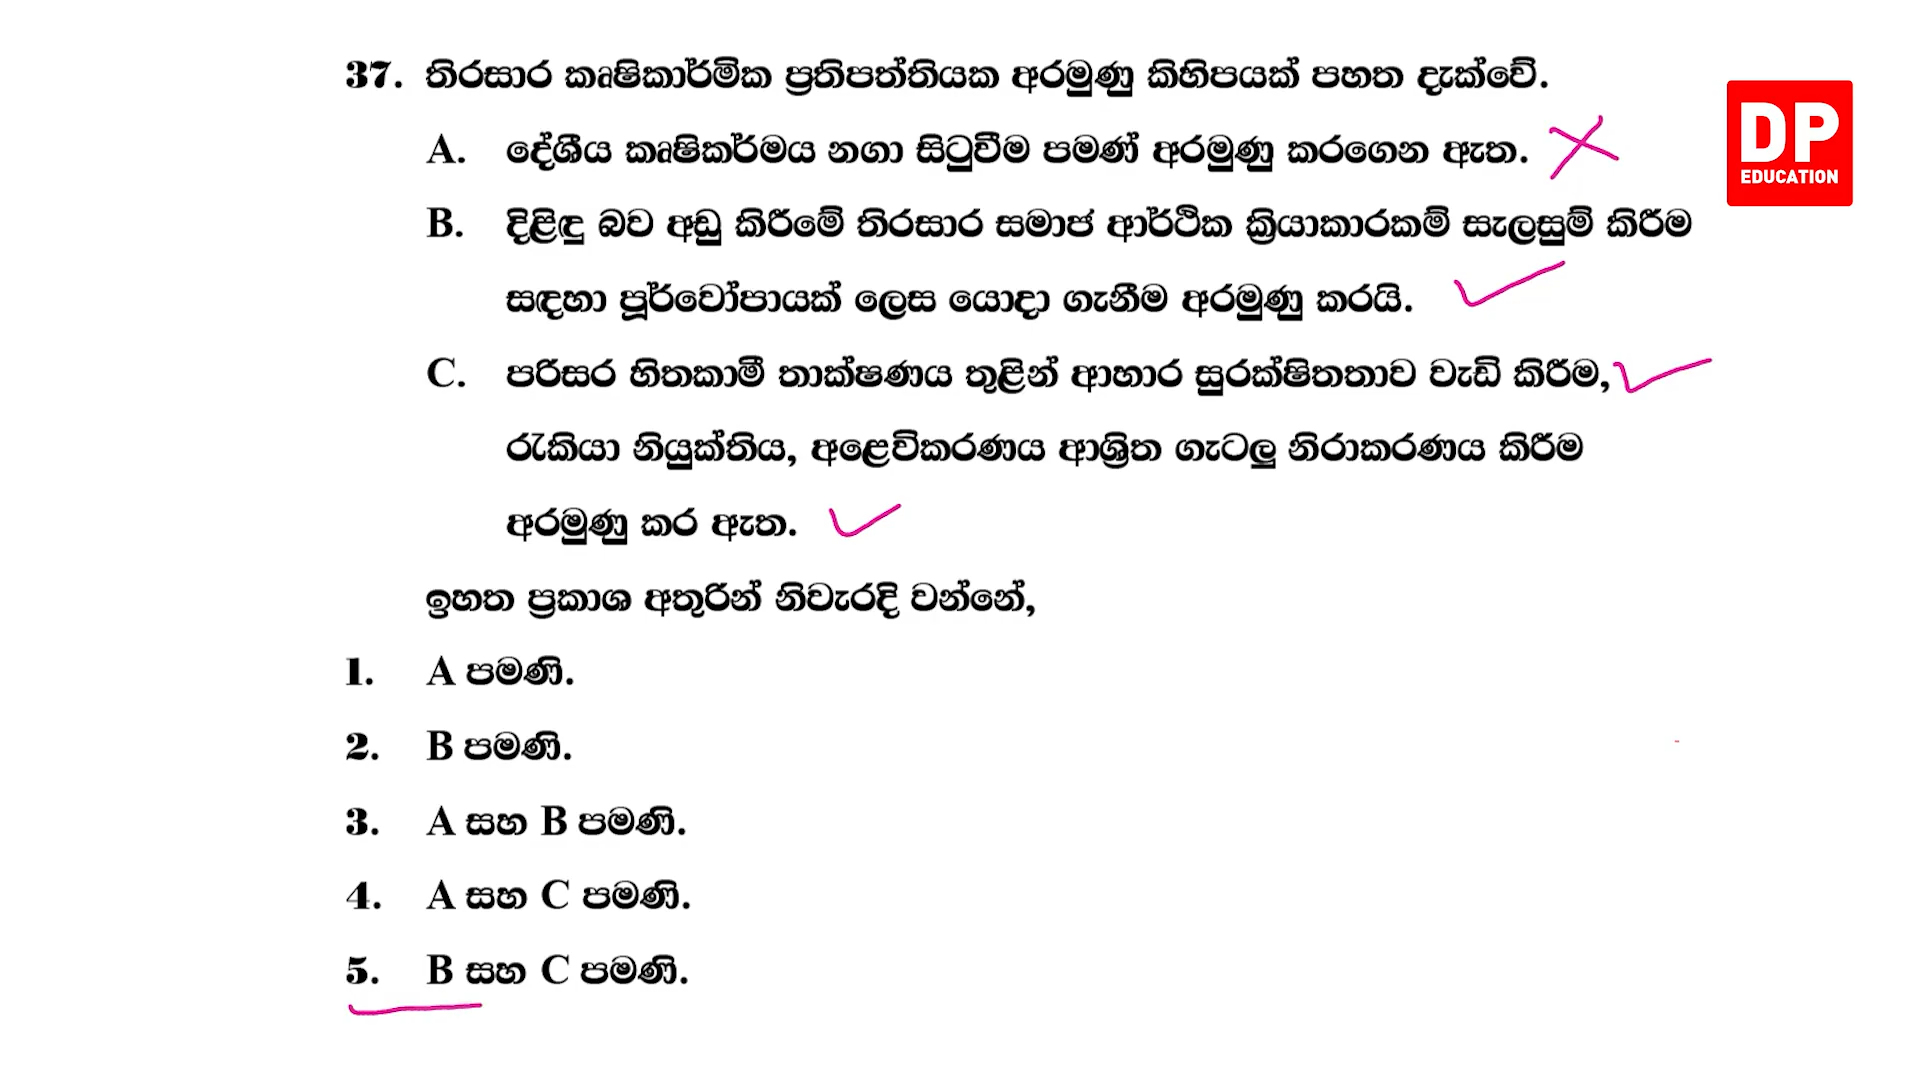 37. තිරසාර කෘෂිකාර්මික ප්‍රතිපත්තියක අරමුණු කිහිපයක් පහත දැක්වේ.
A. දේශීය කෘෂිකර්මය නගා සිටුවීම පමණ් අරමුණු කරගෙන ඇත.
B. දිළිඳු බව අඩු කිරීමේ තිරසාර සමාජ ආර්ථික ක්‍රියාකාරකම් සැලසුම් කිරීම
සඳහා පූර්වෝපායක් ලෙස යොදා ගැනීම අරමුණු කරයි.
C. පරිසර හිතකාමී තාක්ෂණය තුළින් ආහාර සුරක්ෂිතතාව වැඩි කිරීම,
රැකියා නියුක්තිය, අළෙවිකරණය ආශ්‍රිත ගැටලු නිරාකරණය කිරීම
අරමුණු කර ඇත.
ඉහත ප්‍රකාශ අතුරින් නිවැරදි වන්නේ,
1. A පමණි.
2. B පමණි.
3. A සහ B පමණි.
4. A සහ C පමණි.
5. B සහ C පමණි.
DP
EDUCATION